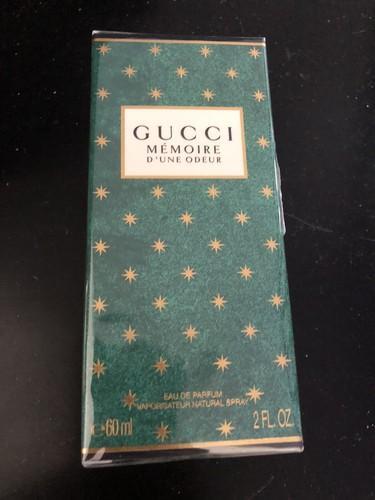 GUCCI
MÉMOIRE
D'UNE ODEUR
EAU DE PARFUM
VAPORISATEUR NATURAL SPRAY
e 60 ml 2 FL. OZ.